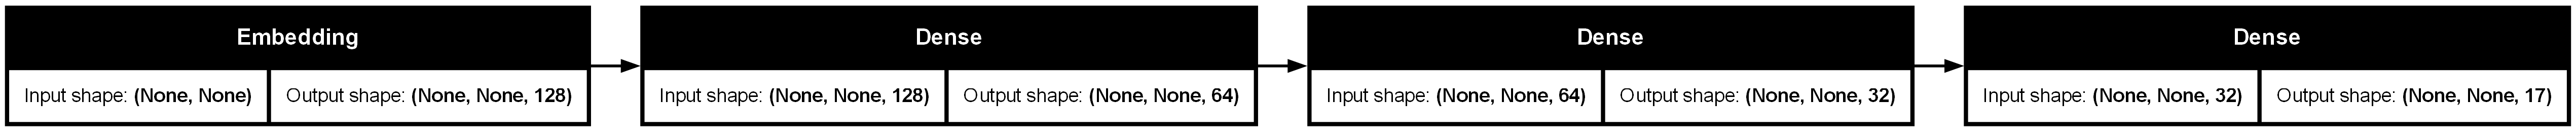 Embedding
Input shape: (None, None)
Output shape: (None, None, 128)
Dense
Input shape: (None, None, 128)
Output shape: (None, None, 64)
Dense
Input shape: (None, None, 64)
Output shape: (None, None, 32)
Dense
Input shape: (None, None, 32)
Output shape: (None, None, 17)